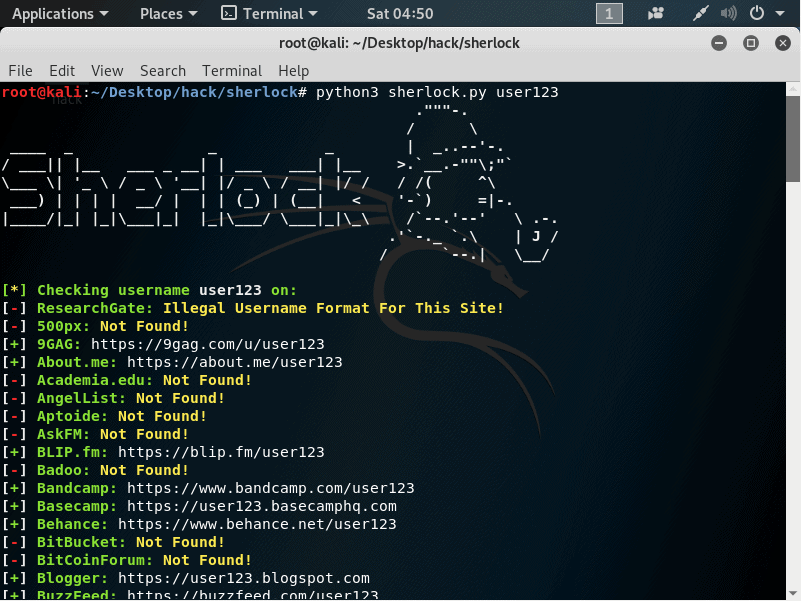 Applications Places Terminal Sat 04:50 1
root@kali: ~/Desktop/hack/sherlock
File Edit View Search Terminal Help
root@kali:~/Desktop/hack/sherlock# python3 sherlock.py user123
hack
Sherlock
[*] Checking username user123 on:
[-] ResearchGate: Illegal Username Format For This Site!
[-] 500px: Not Found!
[+] 9GAG: https://9gag.com/u/user123
[+] About.me: https://about.me/user123
[-] Academia.edu: Not Found!
[-] AngelList: Not Found!
[-] Aptoide: Not Found!
[-] AskFM: Not Found!
[+] BLIP.fm: https://blip.fm/user123
[-] Badoo: Not Found!
[+] Bandcamp: https://www.bandcamp.com/user123
[+] Basecamp: https://user123.basecamphq.com
[+] Behance: https://www.behance.net/user123
[-] BitBucket: Not Found!
[-] BitCoinForum: Not Found!
[+] Blogger: https://user123.blogspot.com
[+] BuzzFeed: https://buzzfeed.com/user123